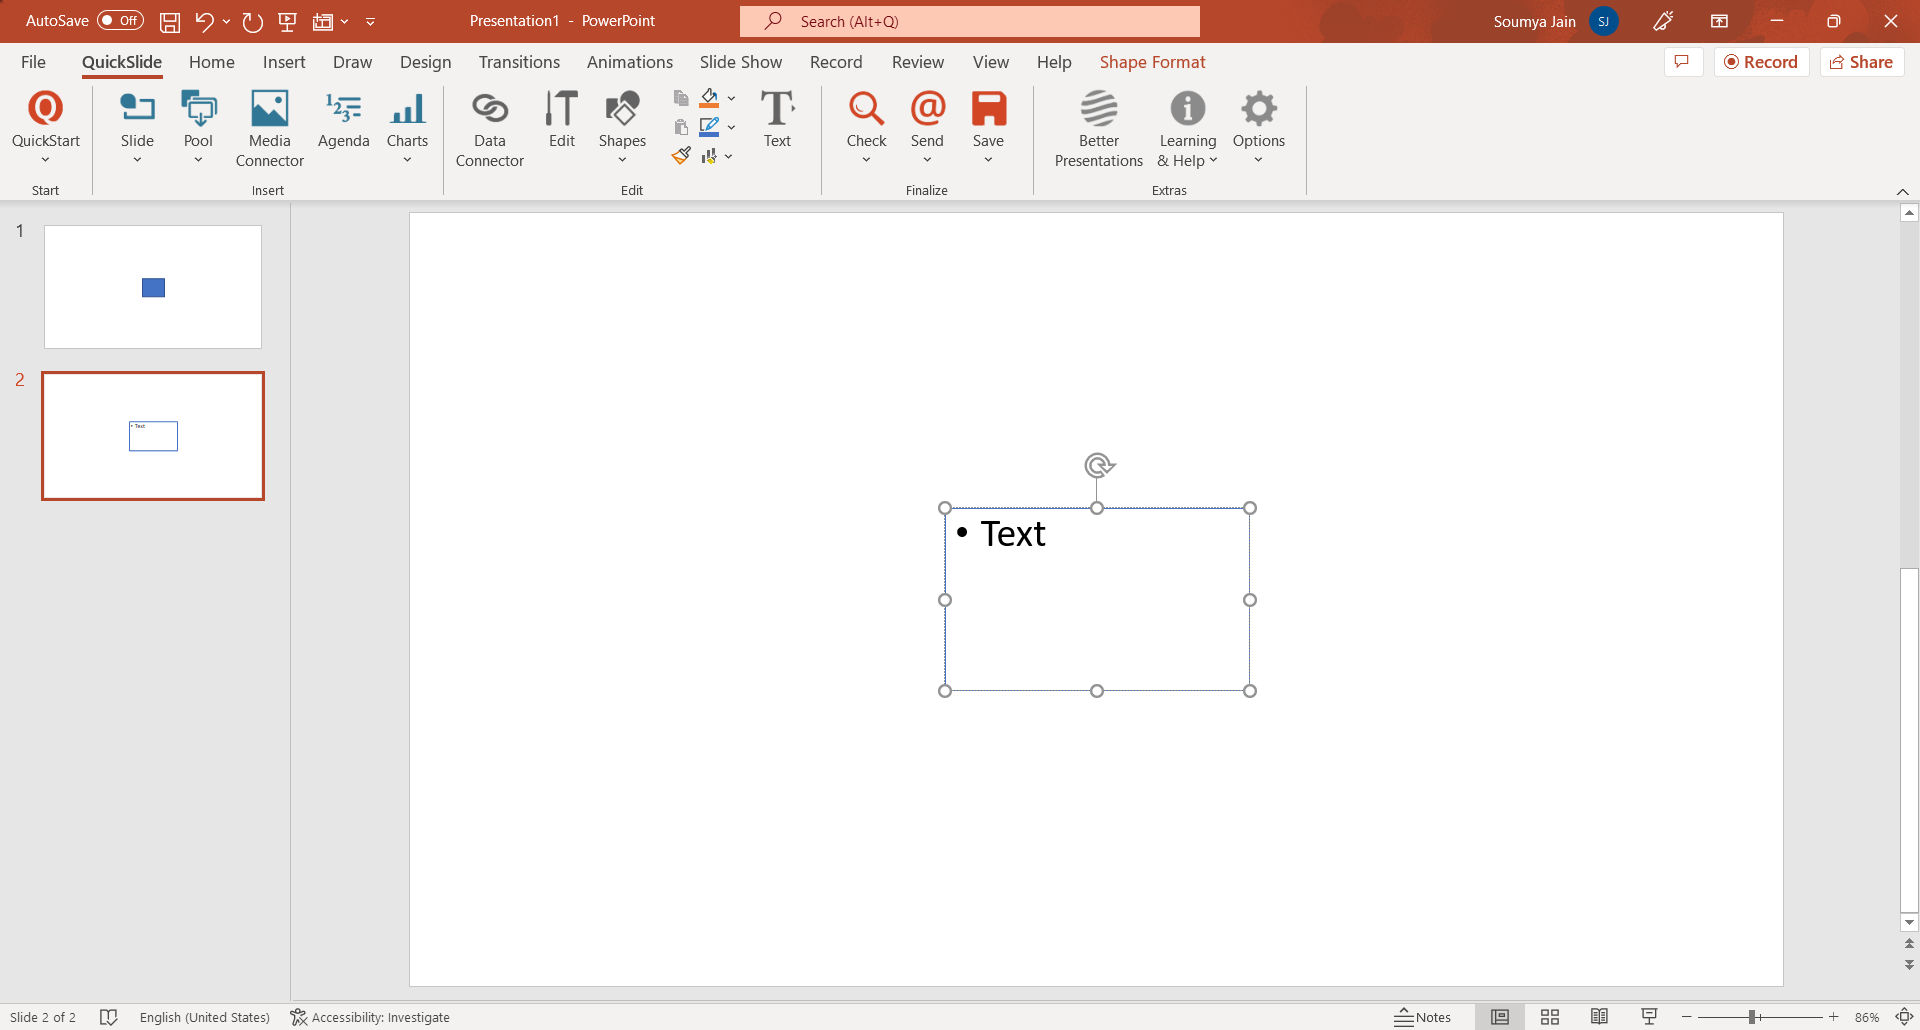 AutoSave Off Presentation1 - PowerPoint Search (Alt+Q) Soumya Jain SJ
File QuickSlide Home Insert Draw Design Transitions Animations Slide Show Record Review View Help Shape Format Record Share
QuickStart Slide Pool Media Connector Agenda Charts Data Connector Edit Shapes Text Check Send Save Better Presentations Learning & Help Options
Start Insert Edit Finalize Extras
1
2
• Text
• Text
Slide 2 of 2 English (United States) Accessibility: Investigate Notes 86%